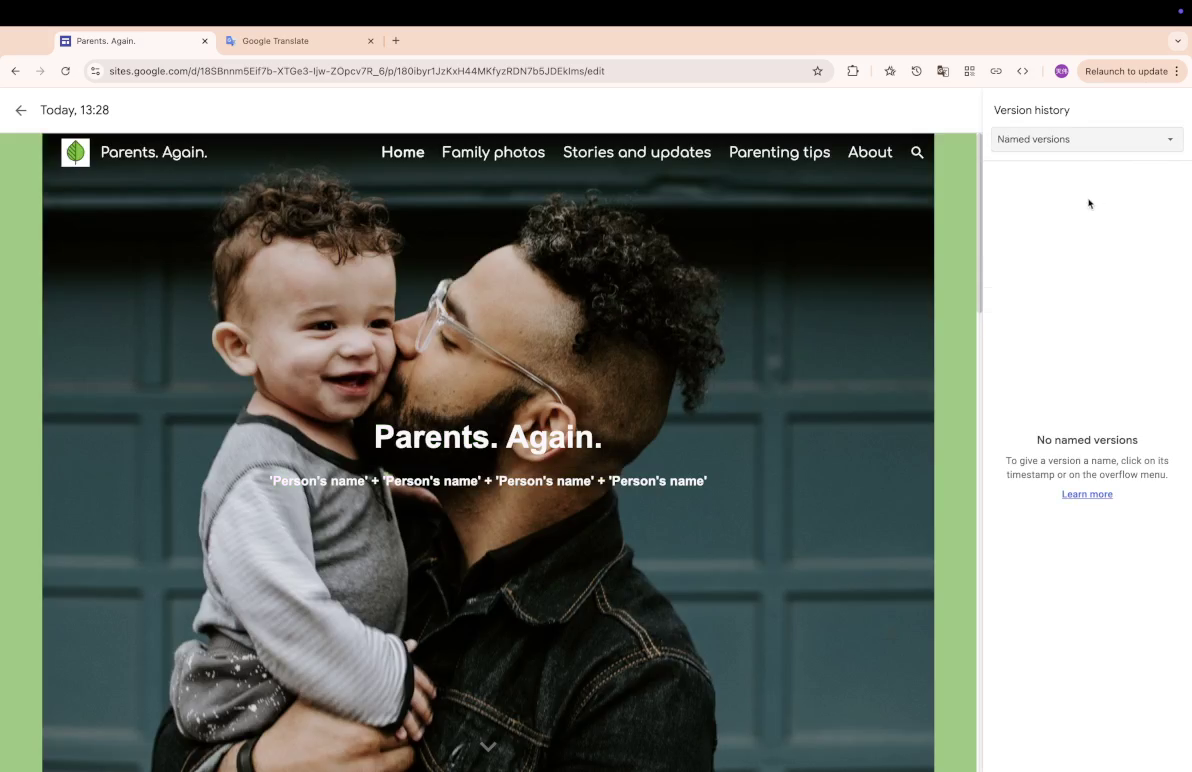 Parents. Again.
Google Translate
sites.google.com/d/18SBnnm5Eif7b-XTGe3-Ijw-ZOpcv7R_6/p/180ibyr1JzKxH44MKfyzRDN7b5JDEkIms/edit
Relaunch to update
Today, 13:28
Version history
Named versions
Parents. Again.
Home
Family photos
Stories and updates
Parenting tips
About
Parents. Again.
'Person's name' + 'Person's name' + 'Person's name' + 'Person's name'
No named versions
To give a version a name, click on its
timestamp or on the overflow menu.
Learn more